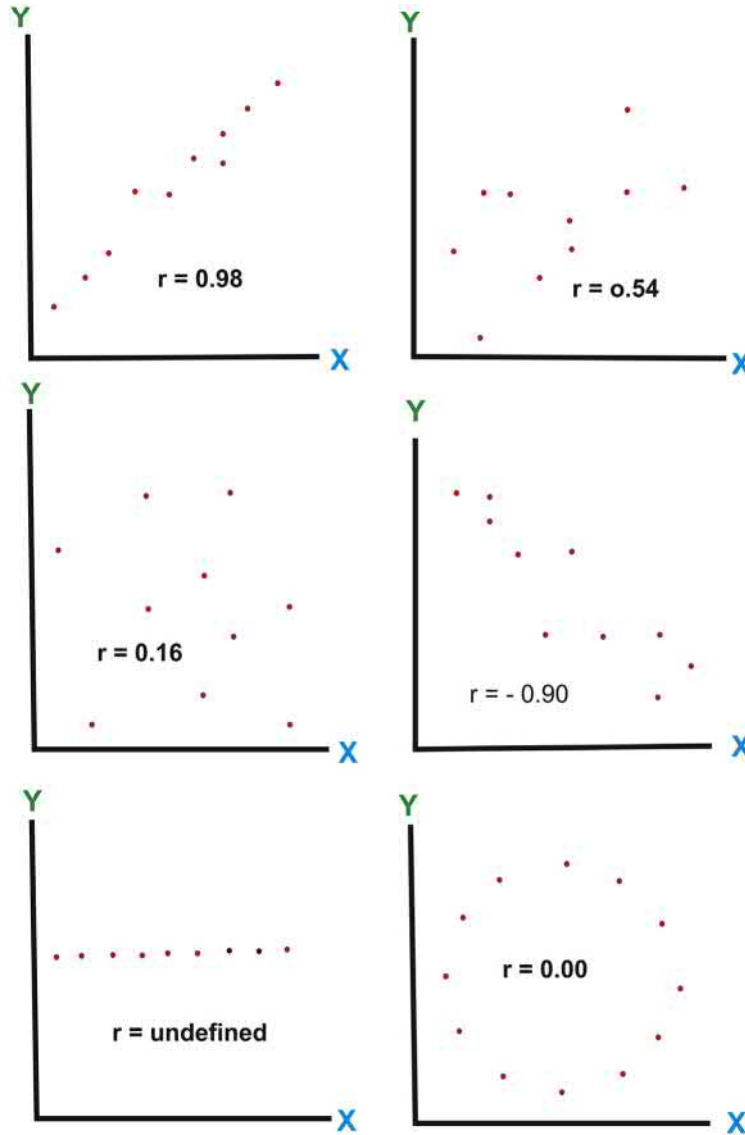 Y
r = 0.98
X
Y
r = o.54
X
Y
r = 0.16
X
Y
r = - 0.90
X
Y
r = undefined
X
Y
r = 0.00
X